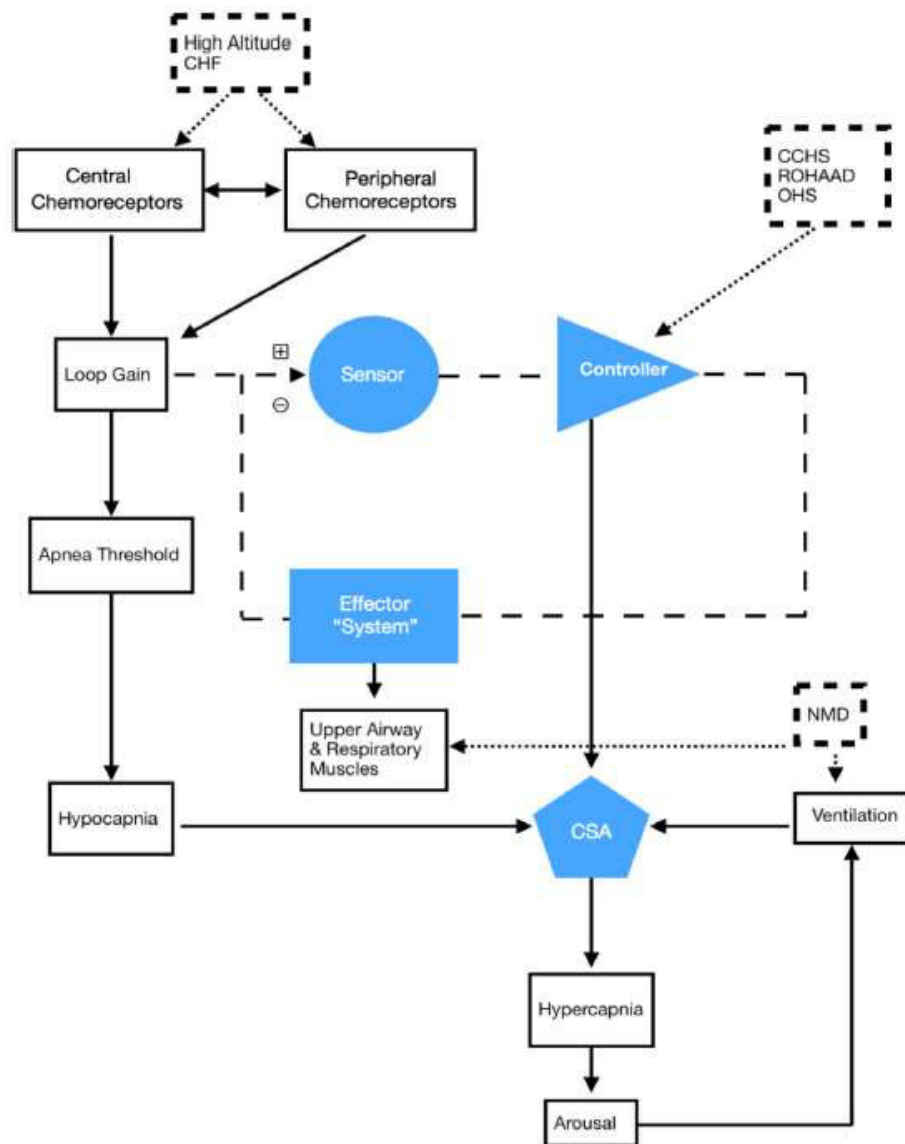 High Altitude
CHF
Central
Chemoreceptors
Peripheral
Chemoreceptors
CCHS
ROHAAD
OHS
Loop Gain
+
−
Sensor
Controller
Apnea Threshold
Effector
"System"
Upper Airway
& Respiratory
Muscles
NMD
Hypocapnia
CSA
Ventilation
Hypercapnia
Arousal